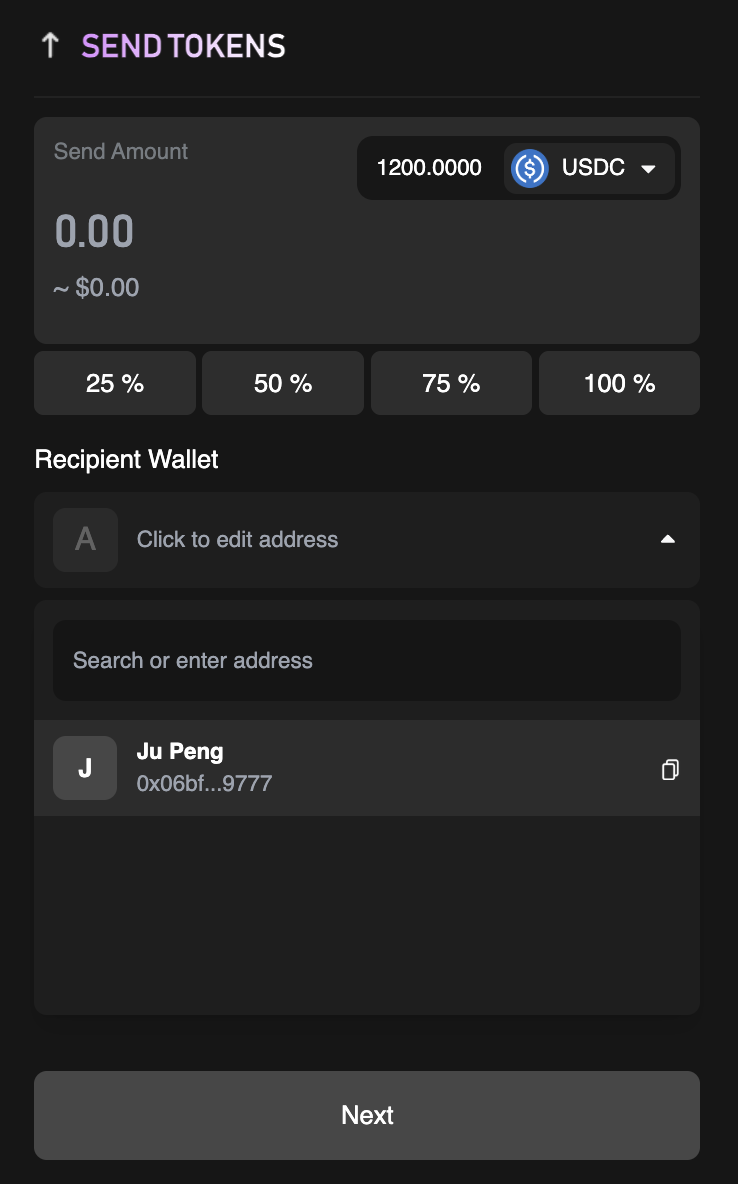 SEND TOKENS
Send Amount
1200.0000 USDC
0.00
~ $0.00
25 % 50 % 75 % 100 %
Recipient Wallet
A Click to edit address
Search or enter address
J Ju Peng
0x06bf...9777
Next